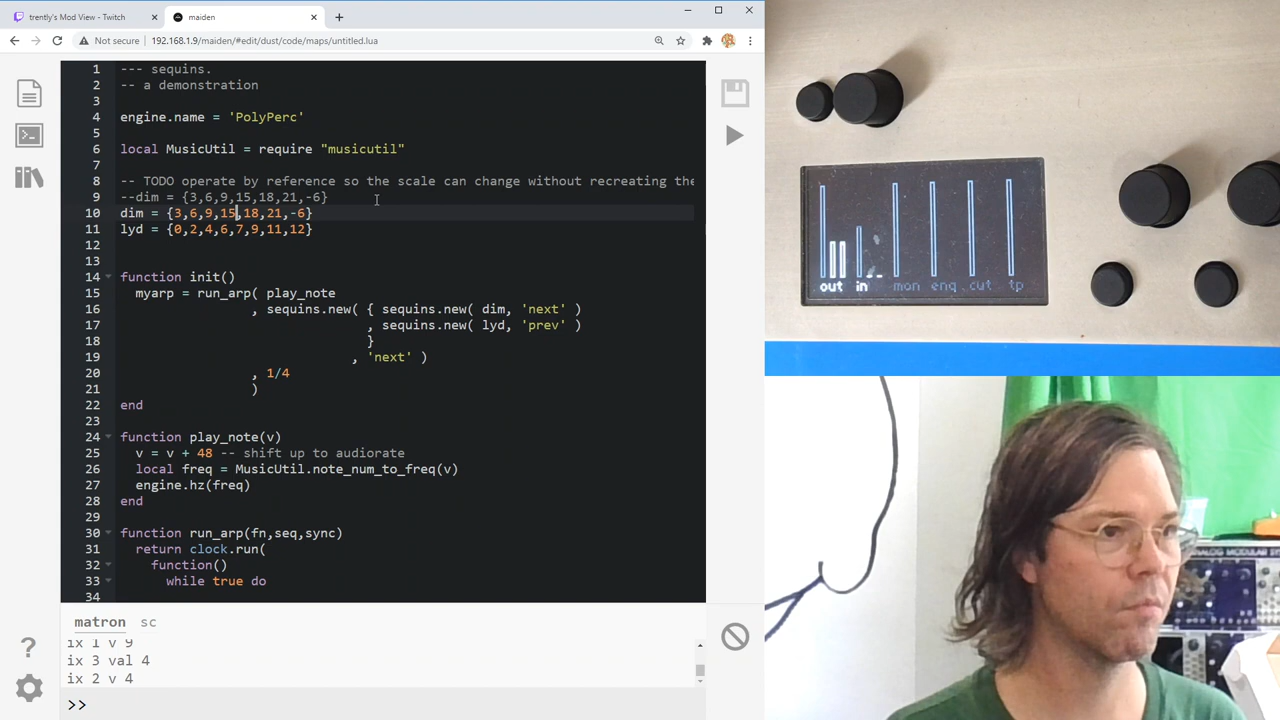 trently's Mod View - Twitch
maiden
Not secure
192.168.1.9/maiden/#edit/dust/code/maps/untitled.lua
1 --- sequins.
2 -- a demonstration
3
4 engine.name = 'PolyPerc'
5
6 local MusicUtil = require "musicutil"
7
8 -- TODO operate by reference so the scale can change without recreating the
9 --dim = {3,6,9,15,18,21,-6}
10 dim = {3,6,9,15,18,21,-6}
11 lyd = {0,2,4,6,7,9,11,12}
12
13
14 function init()
15 myarp = run_arp( play_note
16 , sequins.new( { sequins.new( dim, 'next' )
17 , sequins.new( lyd, 'prev' )
18 }
19 , 'next' )
20 , 1/4
21 )
22 end
23
24 function play_note(v)
25 v = v + 48 -- shift up to audiorate
26 local freq = MusicUtil.note_num_to_freq(v)
27 engine.hz(freq)
28 end
29
30 function run_arp(fn,seq,sync)
31 return clock.run(
32 function()
33 while true do
34
matron sc
ix 1 v 9
ix 3 val 4
ix 2 v 4
>>
out in mon eng cut tp
ANALOG MODULAR